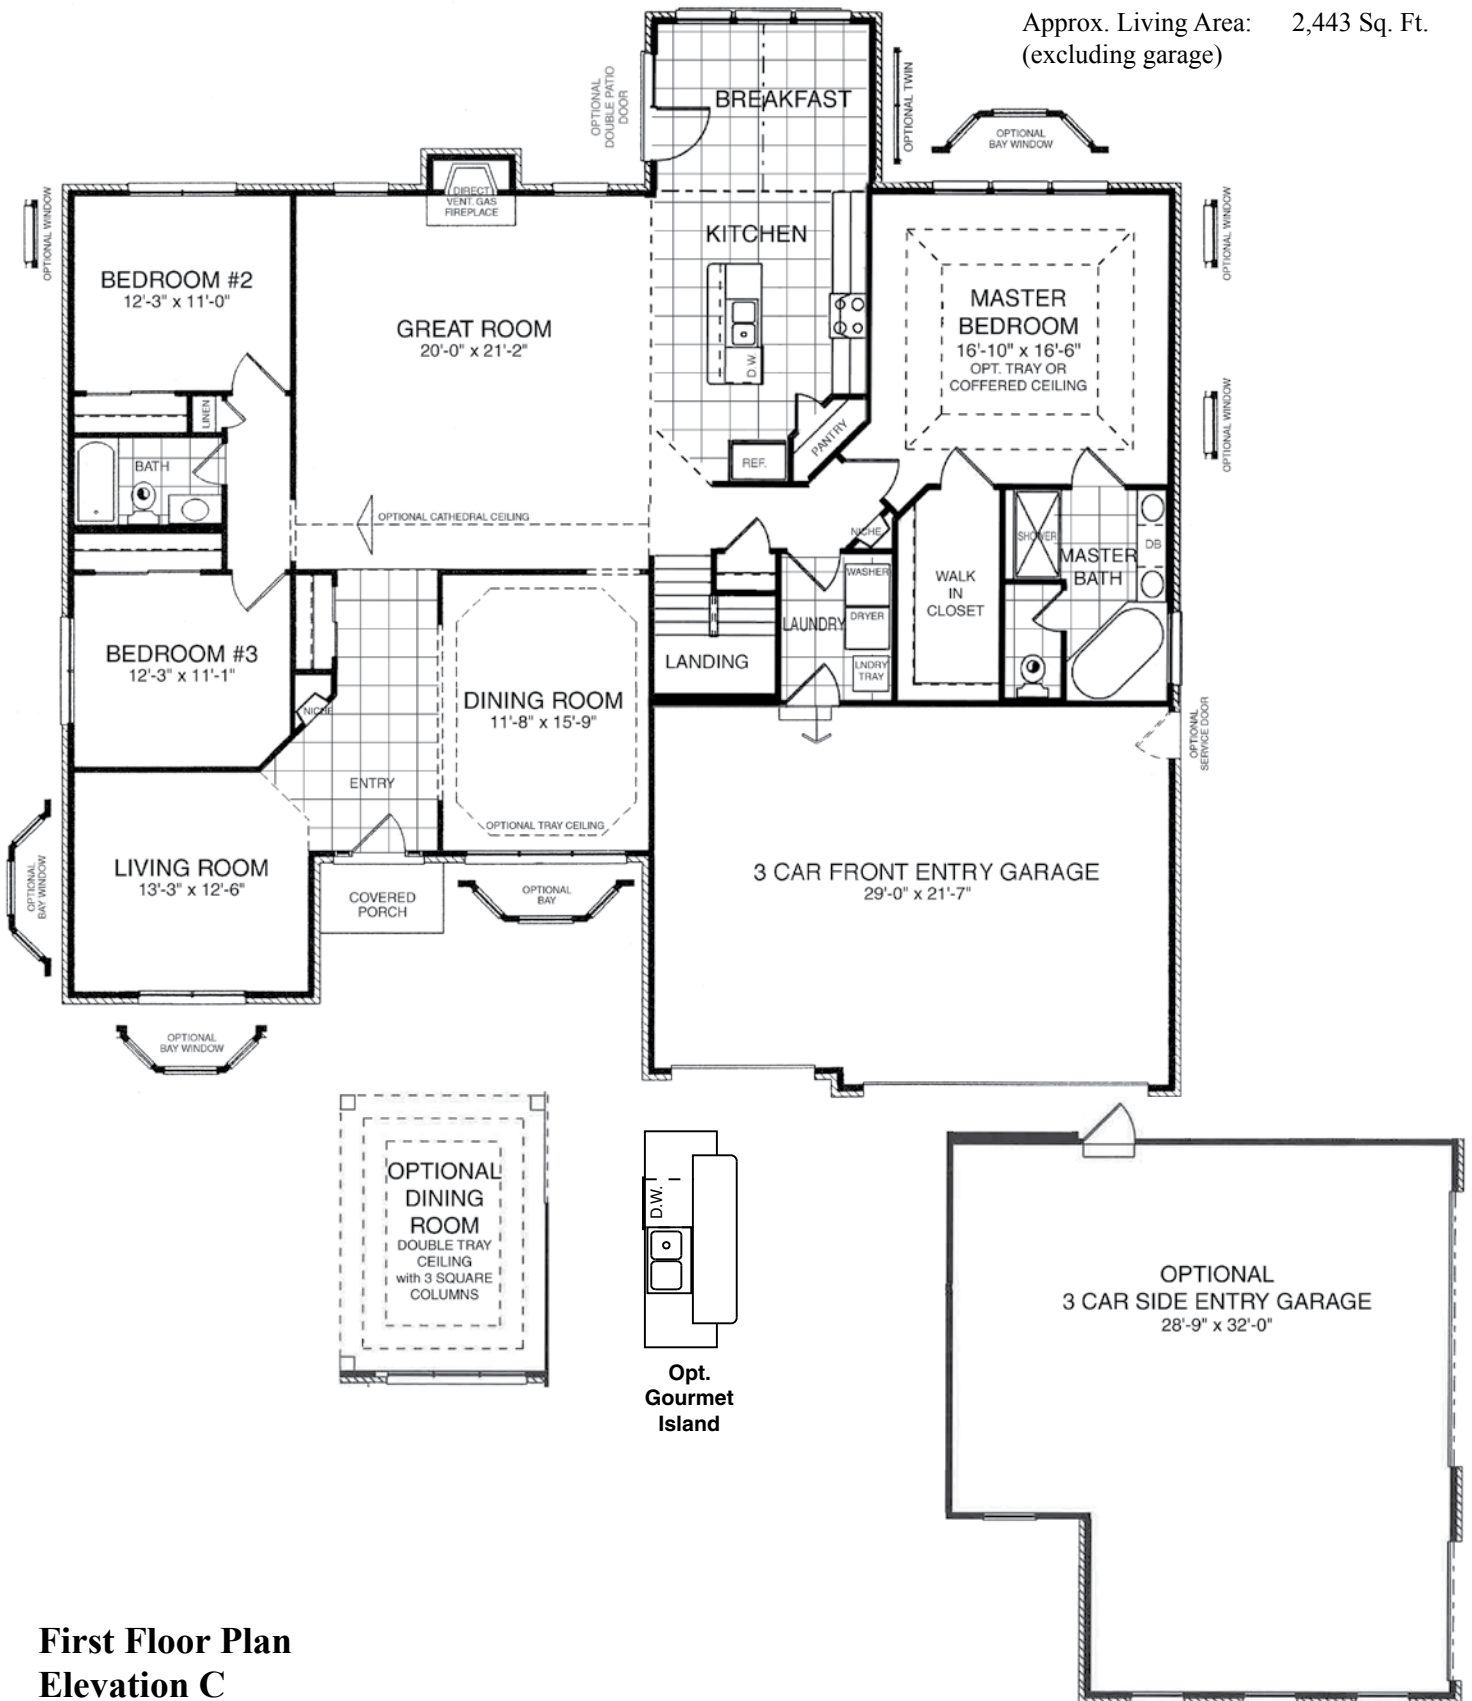 Approx. Living Area: 2,443 Sq. Ft.
(excluding garage)
OPTIONAL
DOUBLE PATIO
DOOR
BREAKFAST
OPTIONAL TWIN
OPTIONAL
BAY WINDOW
OPTIONAL WINDOW
DIRECT
VENT. GAS
FIREPLACE
OPTIONAL WINDOW
KITCHEN
BEDROOM #2
12'-3" x 11'-0"
GREAT ROOM
20'-0" x 21'-2"
D.W.
MASTER
BEDROOM
16'-10" x 16'-6"
OPT. TRAY OR
COFFERED CEILING
OPTIONAL WINDOW
LINEN
BATH
PANTRY
REF.
OPTIONAL CATHEDRAL CEILING
NICHE
SHOWER
MASTER
BATH
DB
WASHER
DRYER
LAUNDRY
LNDRY
TRAY
WALK
IN
CLOSET
LANDING
BEDROOM #3
12'-3" x 11'-1"
NICHE
DINING ROOM
11'-8" x 15'-9"
OPTIONAL
SERVICE DOOR
ENTRY
OPTIONAL TRAY CEILING
LIVING ROOM
13'-3" x 12'-6"
OPTIONAL
BAY WINDOW
COVERED
PORCH
OPTIONAL
BAY
3 CAR FRONT ENTRY GARAGE
29'-0" x 21'-7"
OPTIONAL
BAY WINDOW
OPTIONAL
DINING
ROOM
DOUBLE TRAY
CEILING
with 3 SQUARE
COLUMNS
D.W.
Opt.
Gourmet
Island
OPTIONAL
3 CAR SIDE ENTRY GARAGE
28'-9" x 32'-0"
First Floor Plan
Elevation C